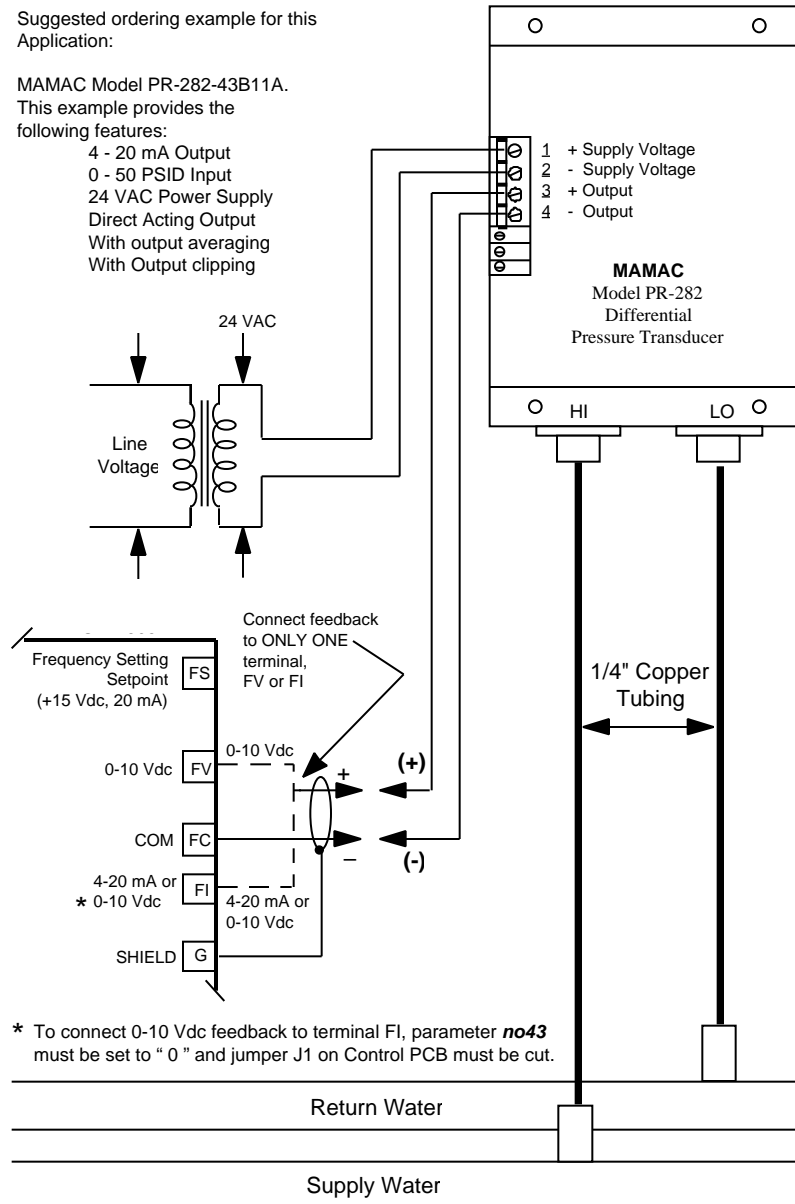 Suggested ordering example for this
Application:
MAMAC Model PR-282-43B11A.
This example provides the
following features:
4 - 20 mA Output
0 - 50 PSID Input
24 VAC Power Supply
Direct Acting Output
With output averaging
With Output clipping
1 + Supply Voltage
2 - Supply Voltage
3 + Output
4 - Output
MAMAC
Model PR-282
Differential
Pressure Transducer
HI
LO
24 VAC
Line
Voltage
Connect feedback
to ONLY ONE
terminal,
FV or FI
Frequency Setting
Setpoint
(+15 Vdc, 20 mA)
FS
1/4" Copper
Tubing
0-10 Vdc
FV
0-10 Vdc
+
(+)
COM
FC
–
(-)
4-20 mA or
* 0-10 Vdc
FI
4-20 mA or
0-10 Vdc
SHIELD
G
* To connect 0-10 Vdc feedback to terminal FI, parameter no43
must be set to “ 0 ” and jumper J1 on Control PCB must be cut.
Return Water
Supply Water